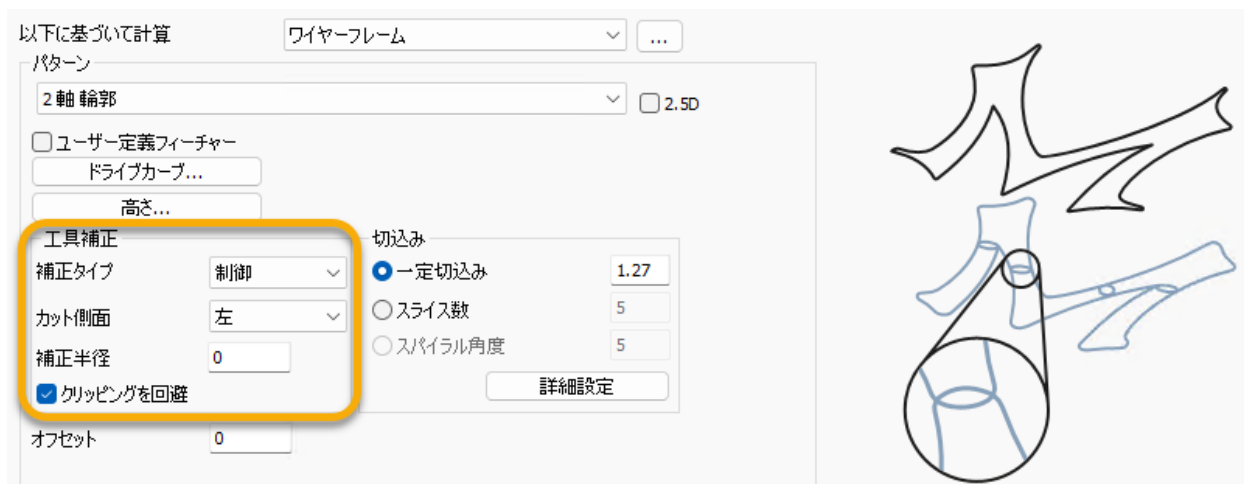 以下に基づいて計算 ワイヤーフレーム ...
パターン
2 軸 輪郭 2.5D
ユーザー定義フィーチャー
ドライブカーブ...
高さ...
工具補正 切込み
補正タイプ 制御 一定切込み 1.27
カット側面 左 スライス数 5
補正半径 0 スパイラル角度 5
クリッピングを回避 詳細設定
オフセット 0